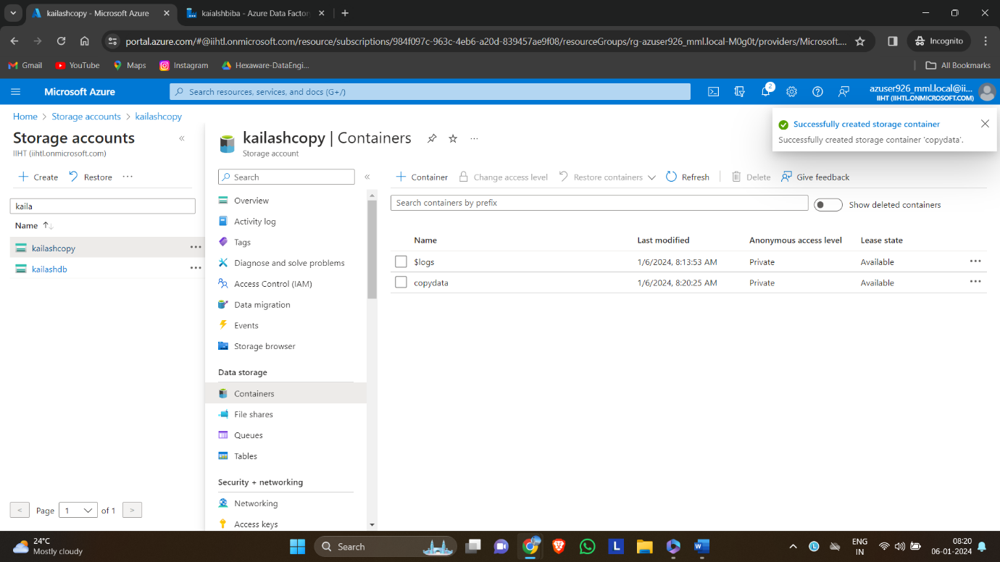 kailashcopy - Microsoft Azure
kaialshbiba - Azure Data Factor
portal.azure.com/#@iihtl.onmicrosoft.com/resource/subscriptions/984f097c-963c-4eb6-a20d-839457ae9f08/resourceGroups/rg-azuser926_mml.local-M0g0t/providers/Microsoft....
Incognito
Gmail
YouTube
Maps
Instagram
Hexaware-DataEngi...
All Bookmarks
Microsoft Azure
Search resources, services, and docs (G+/)
2
azuser926_mml.local@ii...
IIHT (IIHTL.ONMICROSOFT.COM)
Home > Storage accounts > kailashcopy
Successfully created storage container
Successfully created storage container 'copydata'.
Storage accounts
IIHT (iihtl.onmicrosoft.com)
Create
Restore
kaila
Name
kailashcopy
kailashdb
Page 1 of 1
kailashcopy | Containers
Storage account
Search
Overview
Activity log
Tags
Diagnose and solve problems
Access Control (IAM)
Data migration
Events
Storage browser
Data storage
Containers
File shares
Queues
Tables
Security + networking
Networking
Access keys
Container
Change access level
Restore containers
Refresh
Delete
Give feedback
Search containers by prefix
Show deleted containers
Name Last modified Anonymous access level Lease state
$logs 1/6/2024, 8:13:53 AM Private Available
copydata 1/6/2024, 8:20:25 AM Private Available
24°C
Mostly cloudy
Search
L
W
L
ENG
IN
08:20
06-01-2024